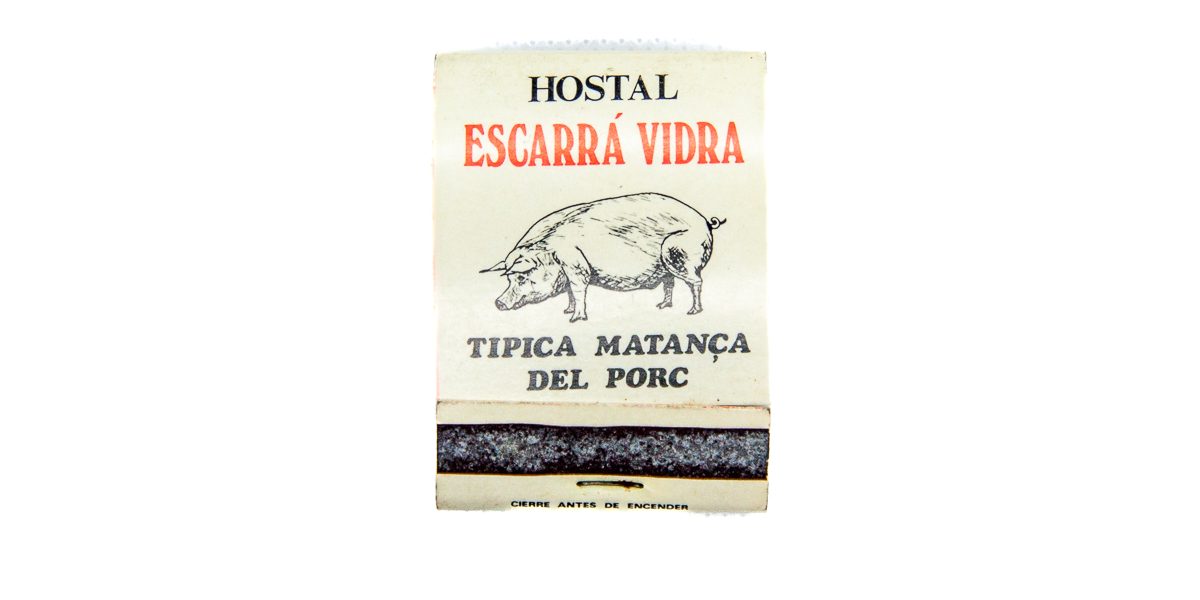 HOSTAL
ESCARRÁ VIDRA
TIPICA MATANÇA
DEL PORC
CIERRE ANTES DE ENCENDER